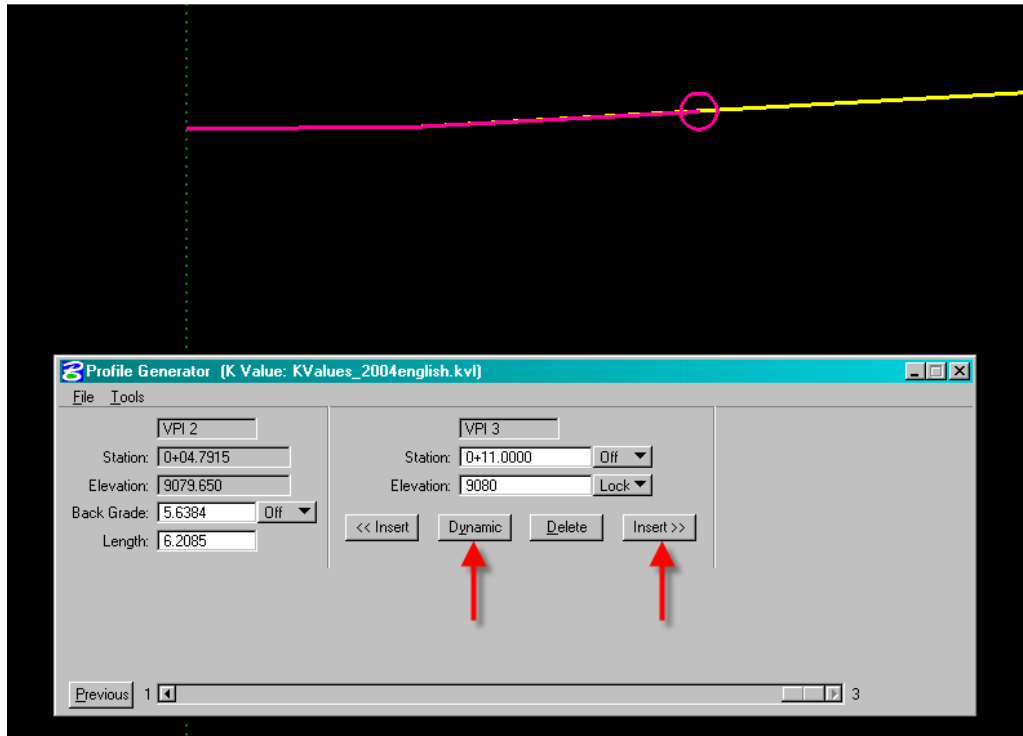 Profile Generator (K Value: KValues_2004english.kvl)
File Tools
VPI 2
Station: 0+04.7915
Elevation: 9079.650
Back Grade: 5.6384 Off
Length: 6.2085
VPI 3
Station: 0+11.0000 Off
Elevation: 9080 Lock
<< Insert Dynamic Delete Insert >>
Previous 1 3